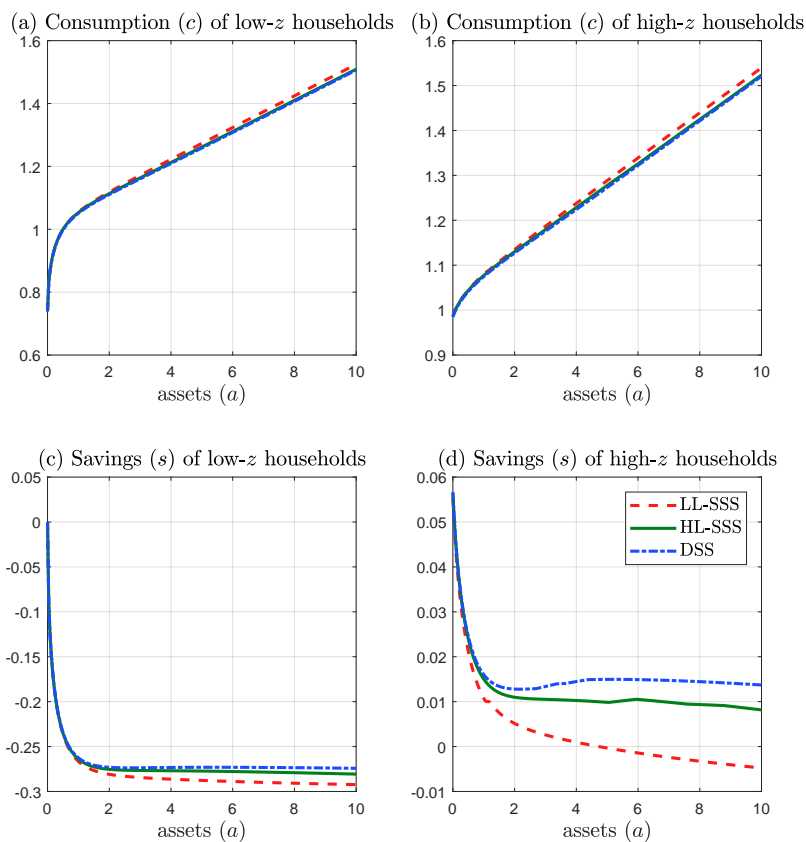 (a) Consumption (c) of low-z households
1.6
1.4
1.2
1
0.8
0.6
0 2 4 6 8 10
assets (a)
(b) Consumption (c) of high-z households
1.6
1.5
1.4
1.3
1.2
1.1
1
0.9
0 2 4 6 8 10
assets (a)
(c) Savings (s) of low-z households
0.05
0
-0.05
-0.1
-0.15
-0.2
-0.25
-0.3
0 2 4 6 8 10
assets (a)
(d) Savings (s) of high-z households
0.06
0.05
0.04
0.03
0.02
0.01
0
-0.01
0 2 4 6 8 10
assets (a)
LL-SSS
HL-SSS
DSS